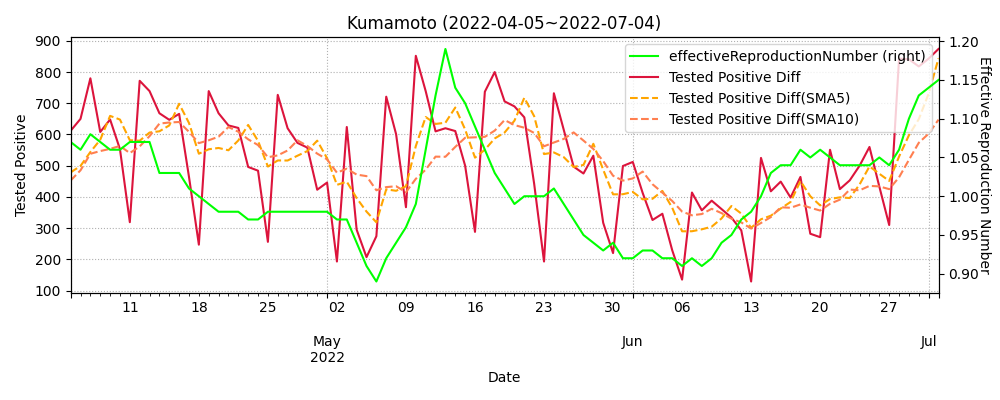 Kumamoto (2022-04-05~2022-07-04)
effectiveReproductionNumber (right)
Tested Positive Diff
Tested Positive Diff(SMA5)
Tested Positive Diff(SMA10)
Tested Positive
900
800
700
600
500
400
300
200
100
1.20
1.15
1.10
1.05
1.00
0.95
0.90
Effective Reproduction Number
11 18 25 02 09 16 23 30 06 13 20 27
May Jun Jul
2022
Date